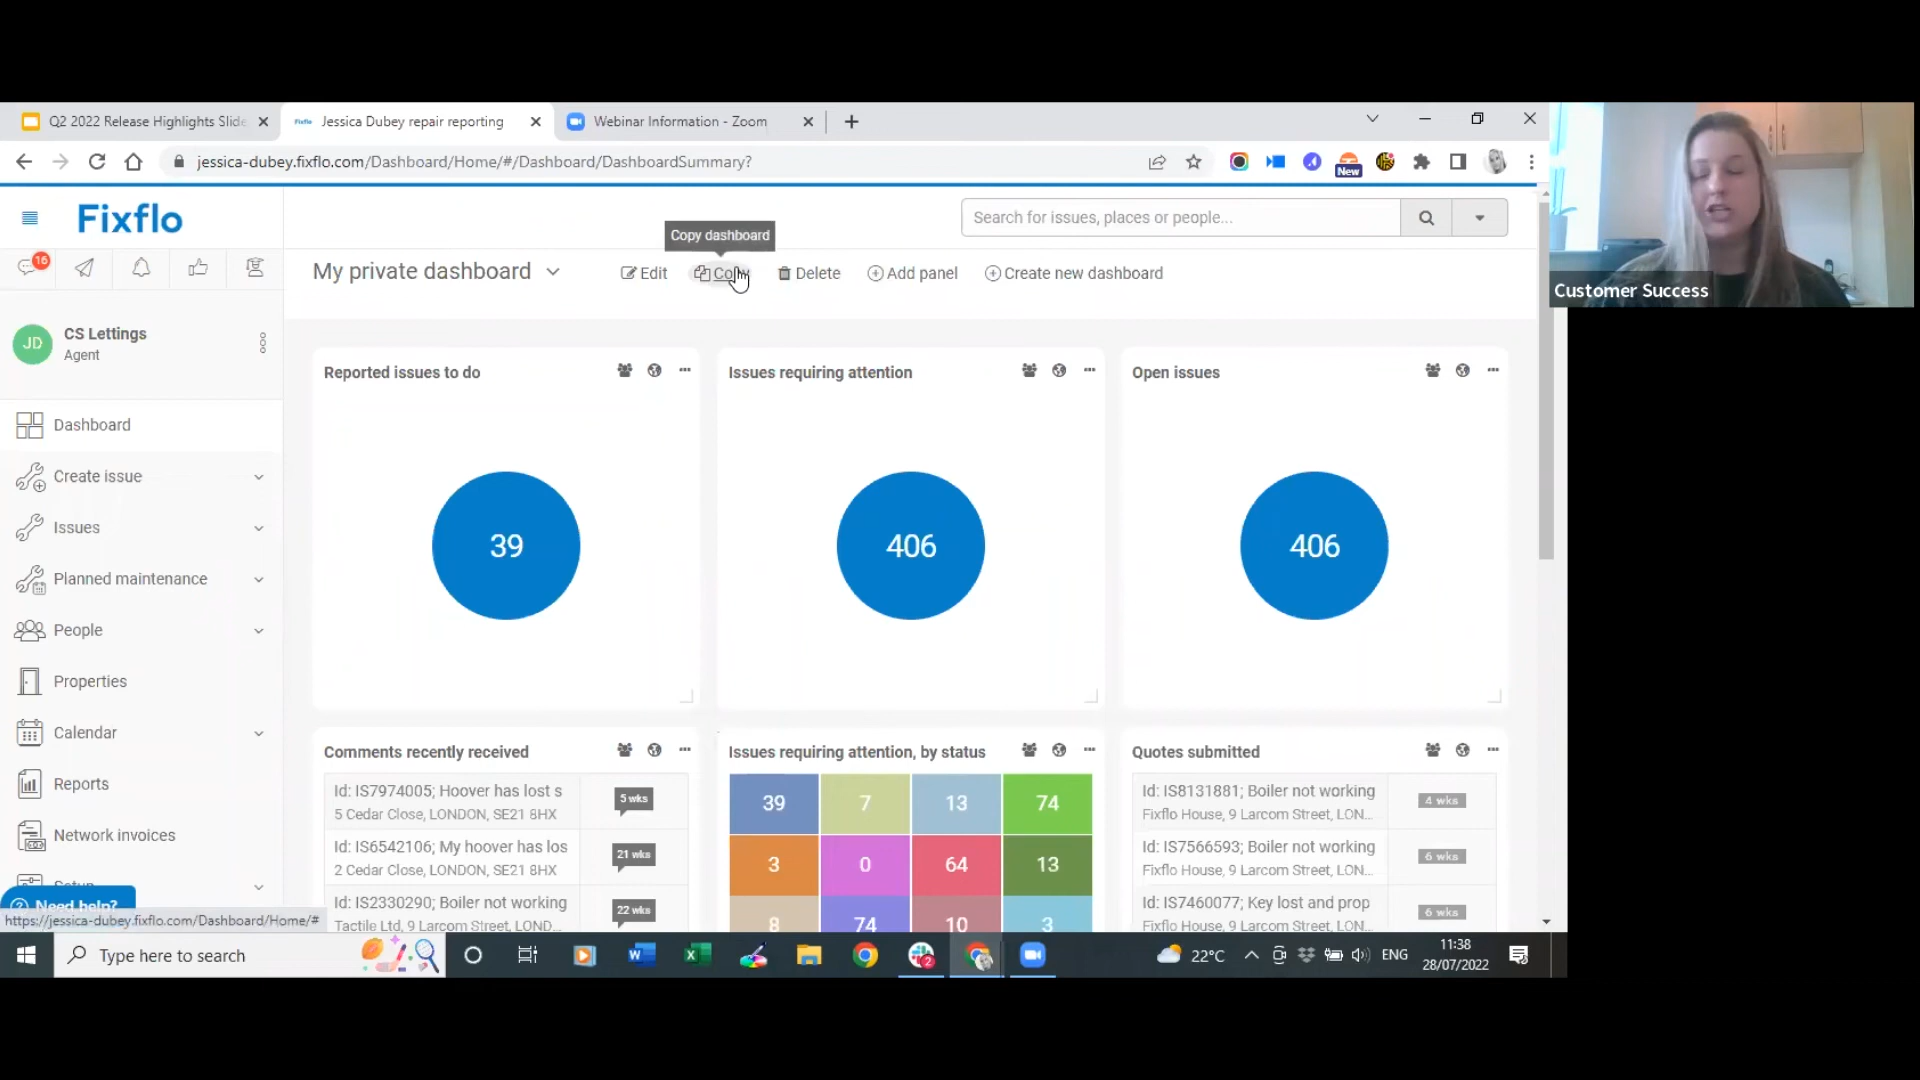 Q2 2022 Release Highlights Slide
Fixflo Jessica Dubey repair reporting
Webinar Information - Zoom
jessica-dubey.fixflo.com/Dashboard/Home/#/Dashboard/DashboardSummary?
New
Fixflo
Search for issues, places or people...
Copy dashboard
16
My private dashboard
Edit
Copy
Delete
Add panel
Create new dashboard
Customer Success
JD
CS Lettings
Agent
Dashboard
Create issue
Issues
Planned maintenance
People
Properties
Calendar
Reports
Network invoices
Setup
Need help?
https://jessica-dubey.fixflo.com/Dashboard/Home/#
Reported issues to do
39
Issues requiring attention
406
Open issues
406
Comments recently received
Id: IS7974005; Hoover has lost s
5 Cedar Close, LONDON, SE21 8HX
5 wks
Id: IS6542106; My hoover has los
2 Cedar Close, LONDON, SE21 8HX
21 wks
Id: IS2330290; Boiler not working
Tactile Ltd, 9 Larcom Street, LOND...
22 wks
Issues requiring attention, by status
39 7 13 74
3 0 64 13
8 74 10 3
Quotes submitted
Id: IS8131881; Boiler not working
Fixflo House, 9 Larcom Street, LON...
4 wks
Id: IS7566593; Boiler not working
Fixflo House, 9 Larcom Street, LON...
6 wks
Id: IS7460077; Key lost and prop
Fixflo House, 9 Larcom Street, LON...
6 wks
Type here to search
2
22°C
ENG
11:38
28/07/2022